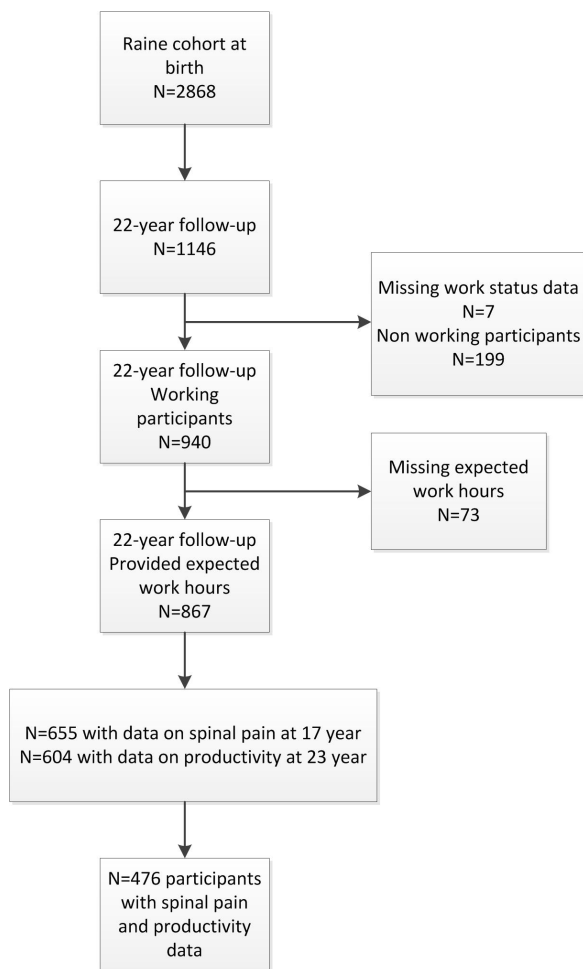 Raine cohort at
birth
N=2868
22-year follow-up
N=1146
Missing work status data
N=7
Non working participants
N=199
22-year follow-up
Working
participants
N=940
Missing expected
work hours
N=73
22-year follow-up
Provided expected
work hours
N=867
N=655 with data on spinal pain at 17 year
N=604 with data on productivity at 23 year
N=476 participants
with spinal pain
and productivity
data